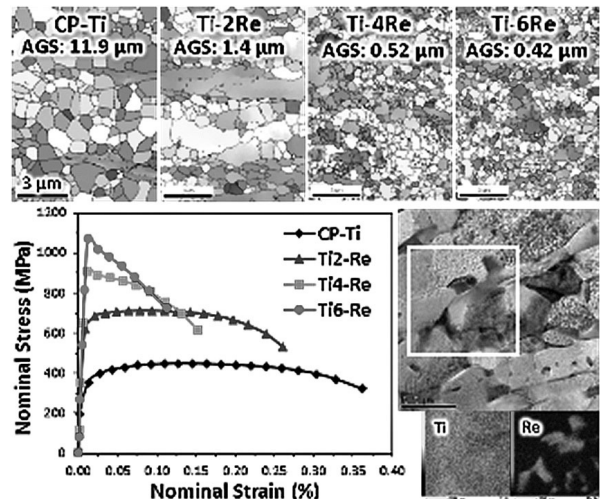 CP-Ti
AGS: 11.9 µm
Ti-2Re
AGS: 1.4 µm
Ti-4Re
AGS: 0.52 µm
Ti-6Re
AGS: 0.42 µm
3 µm
Nominal Stress (MPa)
1200
1000
800
600
400
200
0
CP-Ti
Ti2-Re
Ti4-Re
Ti6-Re
0.00 0.05 0.10 0.15 0.20 0.25 0.30 0.35 0.40
Nominal Strain (%)
Ti
Re